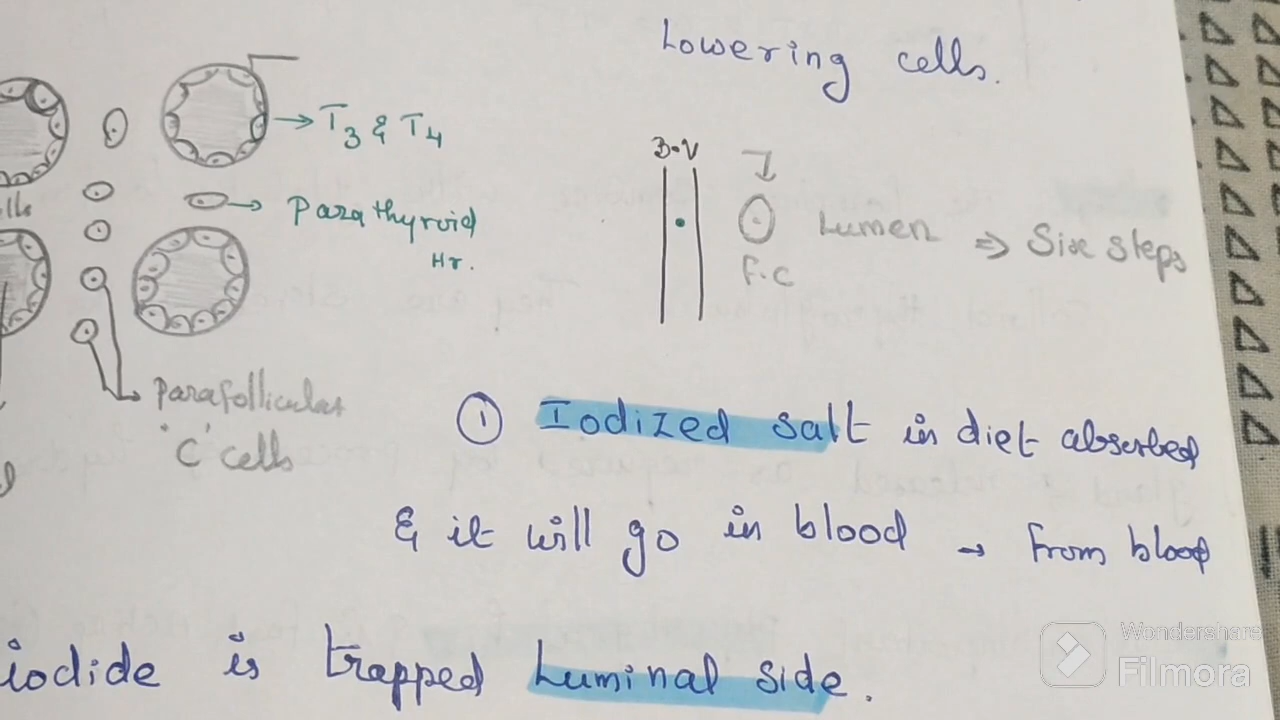 Lowering cells.
T3 & T4
B.V
I
Parathyroid
Hr.
Lumen ⇒ Six steps
F.C
Parafollicular
'C' cells
① Iodized salt in diet absorbed
& it will go in blood → from blood
iodide is trapped Luminal side.
Wondershare
Filmora